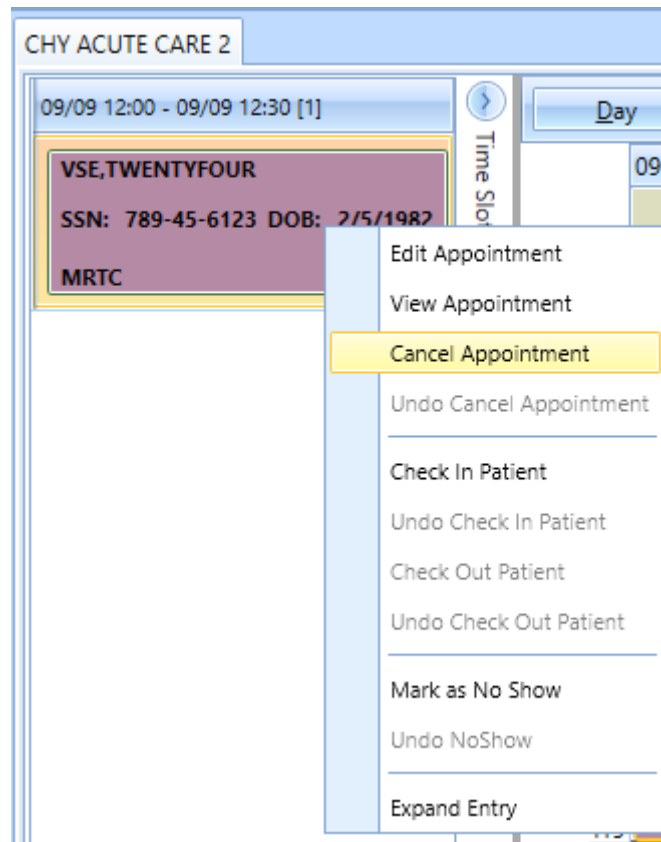 CHY ACUTE CARE 2
09/09 12:00 - 09/09 12:30 [1]
Day
Time Slot
09
VSE,TWENTYFOUR
SSN: 789-45-6123 DOB: 2/5/1982
MRTC
Edit Appointment
View Appointment
Cancel Appointment
Undo Cancel Appointment
Check In Patient
Undo Check In Patient
Check Out Patient
Undo Check Out Patient
Mark as No Show
Undo NoShow
Expand Entry